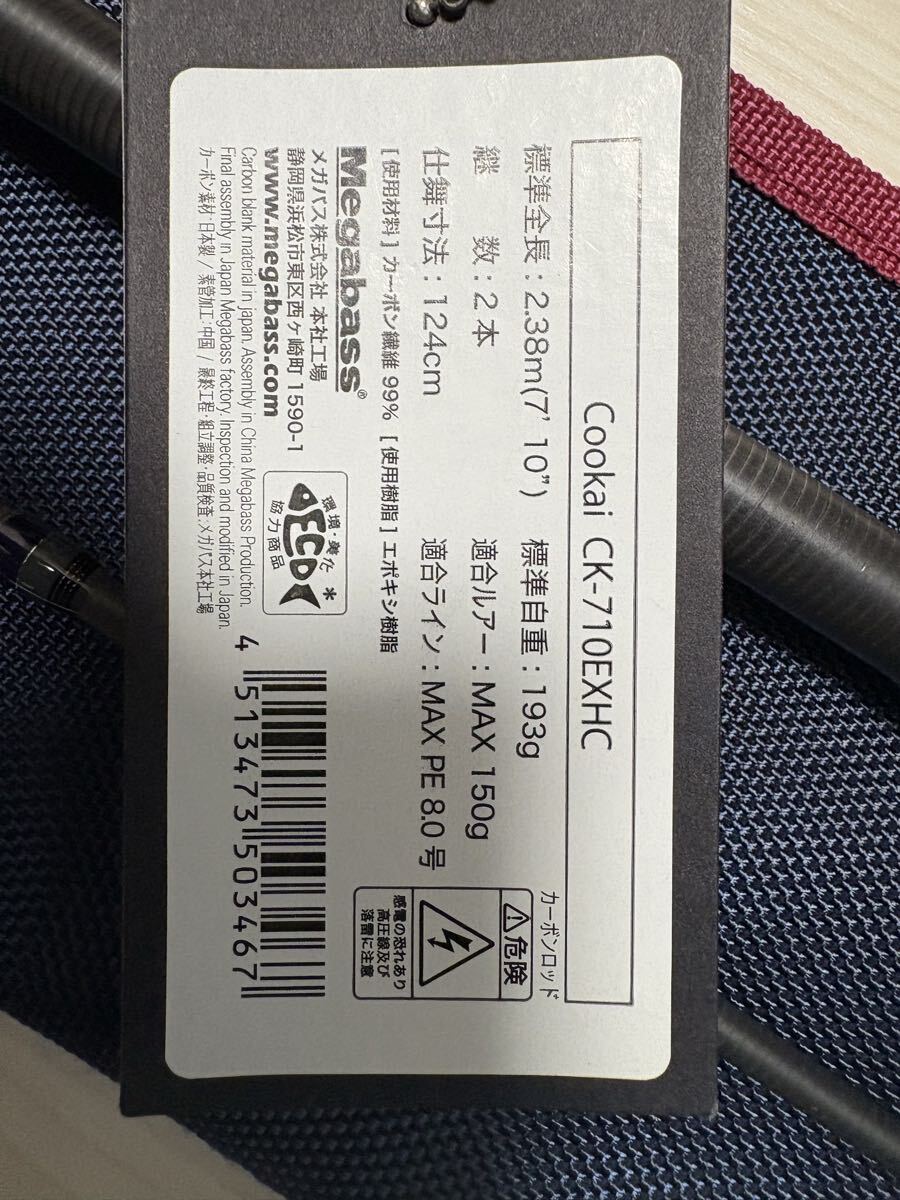 Cookai CK-710EXHC
標準全長：2.38m(7' 10") 標準自重：193g
継 数：2本 適合ルアー：MAX 150g
仕舞寸法：124cm 適合ライン：MAX PE 8.0号
[使用材料] カーボン繊維 99% [使用樹脂] エポキシ樹脂
カーボンロッド
危険
感電の恐れあり
高圧線及び
落雷に注意
Megabass®
メガバス株式会社 本社工場
静岡県浜松市東区西ヶ崎町 1590-1
www.megabass.com
環境・美化
ECO
協力商品
Carbon blank material in japan. Assembly in China Megabass Production.
Final assembly in Japan Megabass factory. Inspection and modified in Japan.
カーボン素材：日本製 / 素管加工：中国 / 最終工程・組立調整・品質検査：メガバス本社工場
4 513473 503467